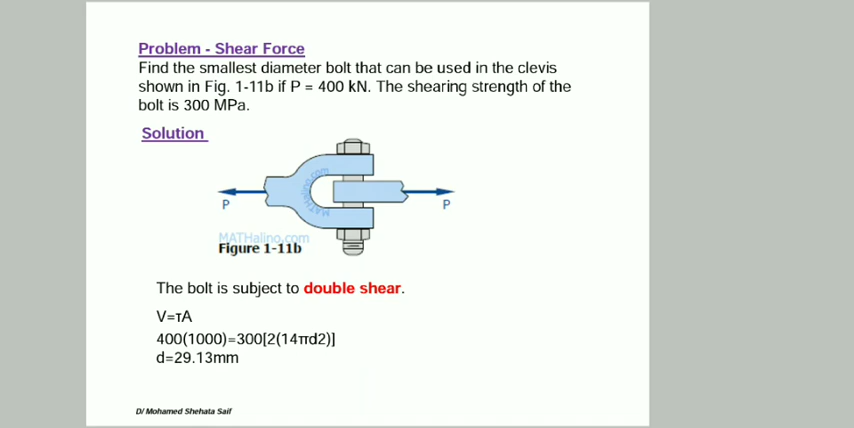 Problem - Shear Force
Find the smallest diameter bolt that can be used in the clevis
shown in Fig. 1-11b if P = 400 kN. The shearing strength of the
bolt is 300 MPa.
Solution
MATHalino.com
P
P
MATHalino.com
Figure 1-11b
The bolt is subject to double shear.
V=τA
400(1000)=300[2(14πd2)]
d=29.13mm
D/ Mohamed Shehata Saif